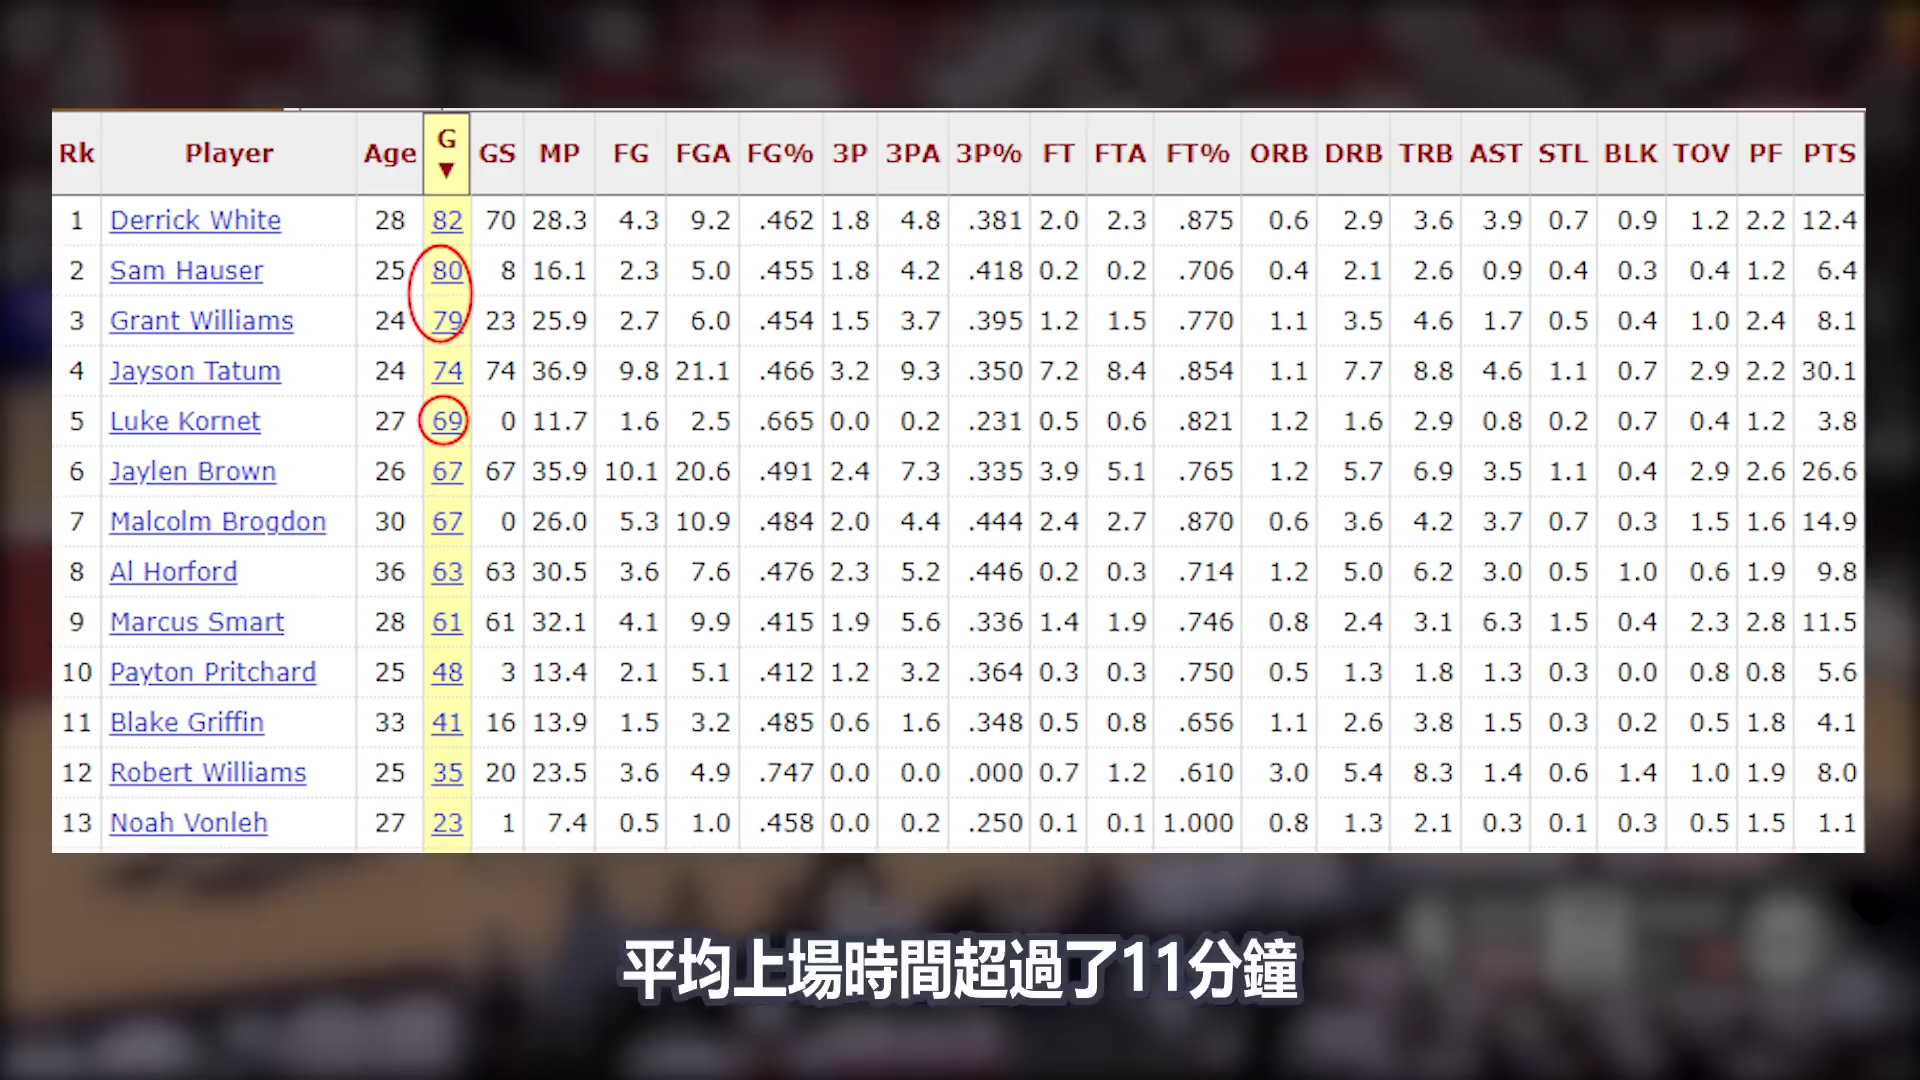 Rk Player Age G ▼ GS MP FG FGA FG% 3P 3PA 3P% FT FTA FT% ORB DRB TRB AST STL BLK TOV PF PTS
1 Derrick White 28 82 70 28.3 4.3 9.2 .462 1.8 4.8 .381 2.0 2.3 .875 0.6 2.9 3.6 3.9 0.7 0.9 1.2 2.2 12.4
2 Sam Hauser 25 80 8 16.1 2.3 5.0 .455 1.8 4.2 .418 0.2 0.2 .706 0.4 2.1 2.6 0.9 0.4 0.3 0.4 1.2 6.4
3 Grant Williams 24 79 23 25.9 2.7 6.0 .454 1.5 3.7 .395 1.2 1.5 .770 1.1 3.5 4.6 1.7 0.5 0.4 1.0 2.4 8.1
4 Jayson Tatum 24 74 74 36.9 9.8 21.1 .466 3.2 9.3 .350 7.2 8.4 .854 1.1 7.7 8.8 4.6 1.1 0.7 2.9 2.2 30.1
5 Luke Kornet 27 69 0 11.7 1.6 2.5 .665 0.0 0.2 .231 0.5 0.6 .821 1.2 1.6 2.9 0.8 0.2 0.7 0.4 1.2 3.8
6 Jaylen Brown 26 67 67 35.9 10.1 20.6 .491 2.4 7.3 .335 3.9 5.1 .765 1.2 5.7 6.9 3.5 1.1 0.4 2.9 2.6 26.6
7 Malcolm Brogdon 30 67 0 26.0 5.3 10.9 .484 2.0 4.4 .444 2.4 2.7 .870 0.6 3.6 4.2 3.7 0.7 0.3 1.5 1.6 14.9
8 Al Horford 36 63 63 30.5 3.6 7.6 .476 2.3 5.2 .446 0.2 0.3 .714 1.2 5.0 6.2 3.0 0.5 1.0 0.6 1.9 9.8
9 Marcus Smart 28 61 61 32.1 4.1 9.9 .415 1.9 5.6 .336 1.4 1.9 .746 0.8 2.4 3.1 6.3 1.5 0.4 2.3 2.8 11.5
10 Payton Pritchard 25 48 3 13.4 2.1 5.1 .412 1.2 3.2 .364 0.3 0.3 .750 0.5 1.3 1.8 1.3 0.3 0.0 0.8 0.8 5.6
11 Blake Griffin 33 41 16 13.9 1.5 3.2 .485 0.6 1.6 .348 0.5 0.8 .656 1.1 2.6 3.8 1.5 0.3 0.2 0.5 1.8 4.1
12 Robert Williams 25 35 20 23.5 3.6 4.9 .747 0.0 0.0 .000 0.7 1.2 .610 3.0 5.4 8.3 1.4 0.6 1.4 1.0 1.9 8.0
13 Noah Vonleh 27 23 1 7.4 0.5 1.0 .458 0.0 0.2 .250 0.1 0.1 1.000 0.8 1.3 2.1 0.3 0.1 0.3 0.5 1.5 1.1
平均上場時間超過了11分鐘